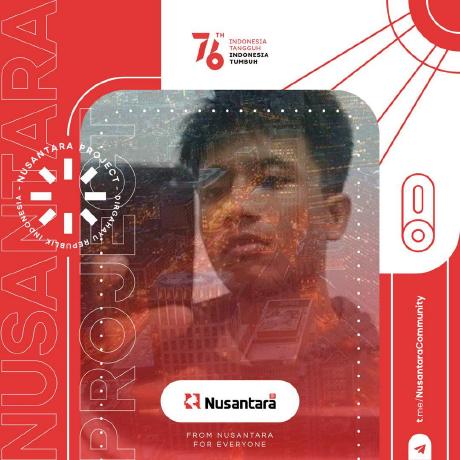 76TH
INDONESIA
TANGGUH
INDONESIA
TUMBUH
NUSANTARA
PROJECT
NUSANTARA PROJECT - DIRGAHAYU REPUBLIK INDONESIA -
t.me/NusantaraCommunity
Nusantara
FROM NUSANTARA
FOR EVERYONE